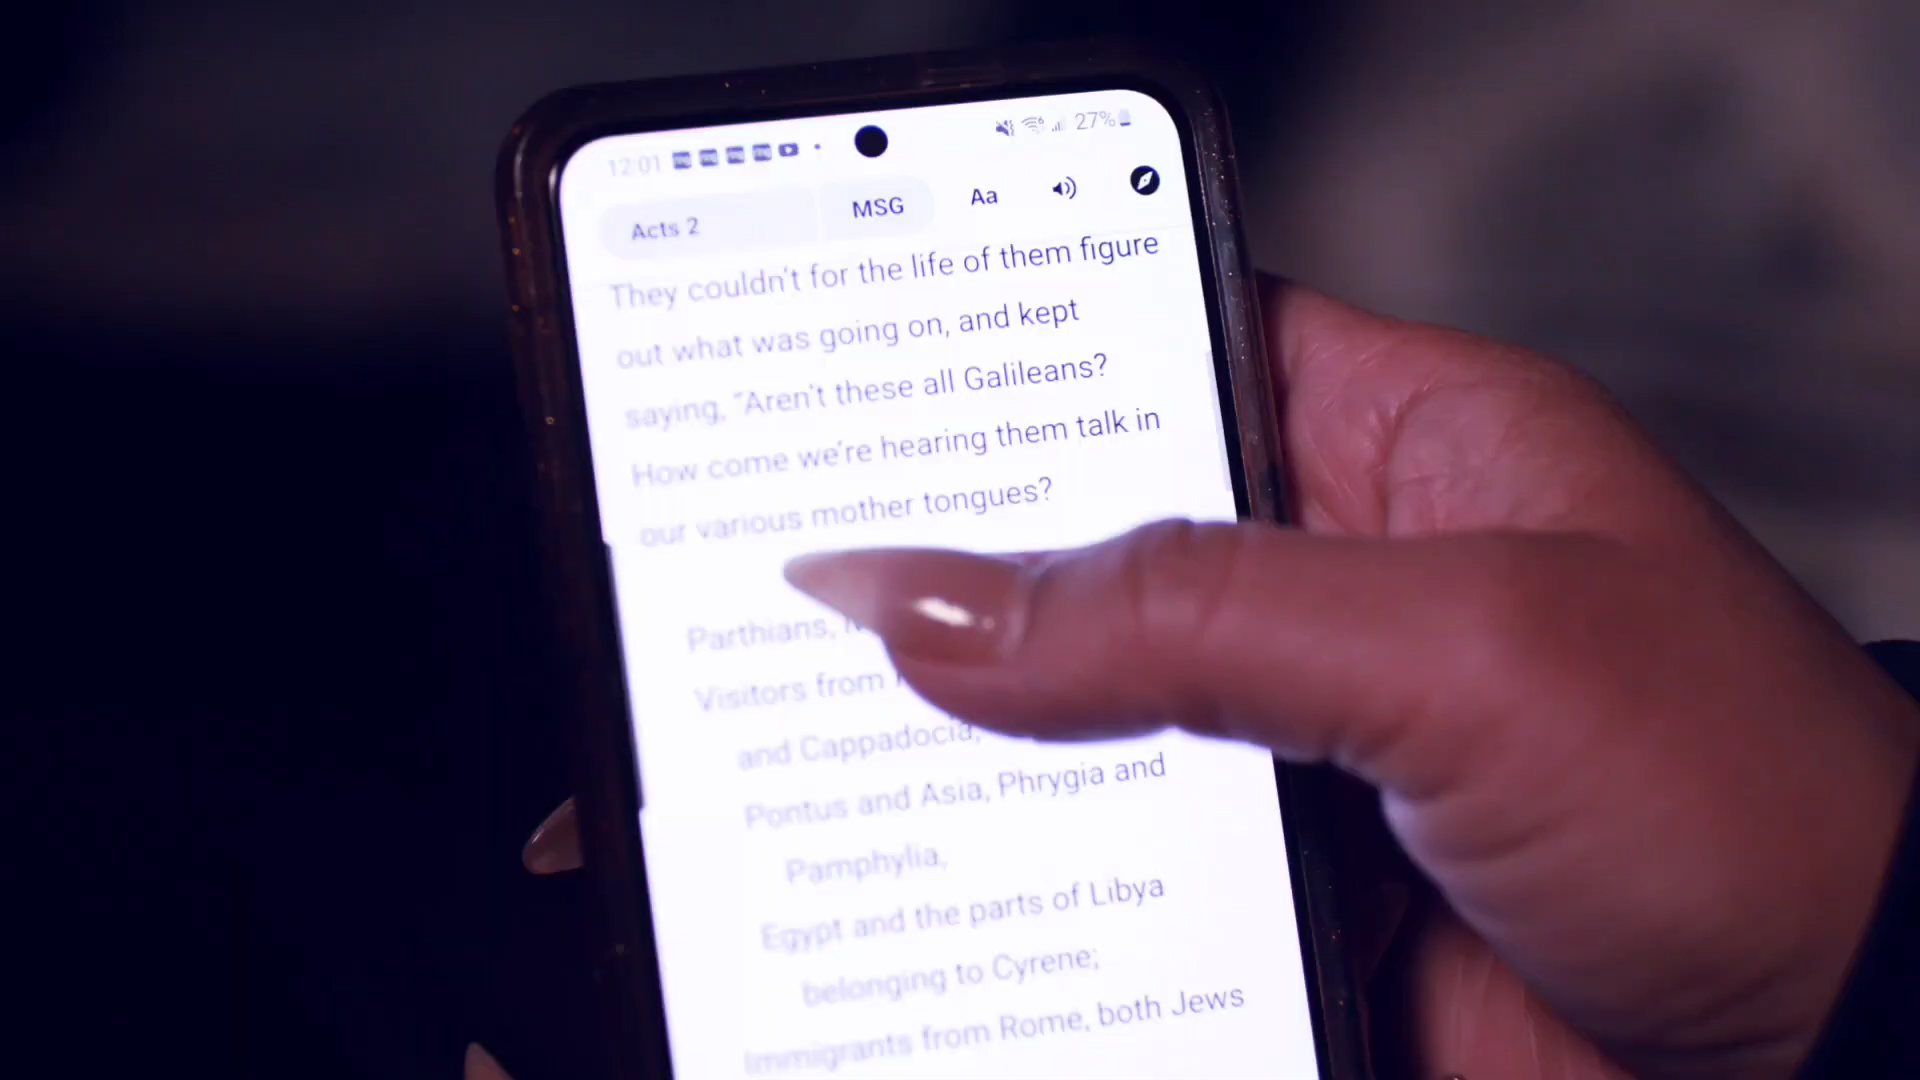 12:01 27%
Acts 2 MSG Aa
They couldn't for the life of them figure
out what was going on, and kept
saying, "Aren't these all Galileans?
How come we're hearing them talk in
our various mother tongues?
Parthians,
Visitors from
and Cappadocia,
Pontus and Asia, Phrygia and
Pamphylia,
Egypt and the parts of Libya
belonging to Cyrene;
Immigrants from Rome, both Jews